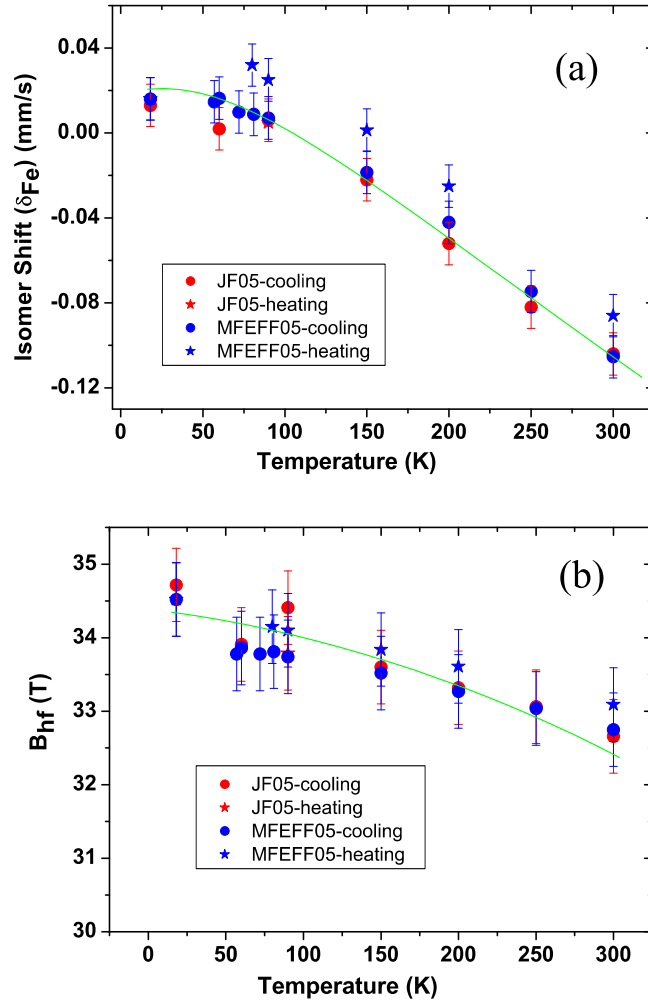 (a)
0.04
0.00
-0.04
-0.08
-0.12
Isomer Shift (δFe) (mm/s)
JF05-cooling
JF05-heating
MFEFF05-cooling
MFEFF05-heating
0 50 100 150 200 250 300
Temperature (K)
(b)
35
34
33
32
31
30
Bhf (T)
JF05-cooling
JF05-heating
MFEFF05-cooling
MFEFF05-heating
0 50 100 150 200 250 300
Temperature (K)